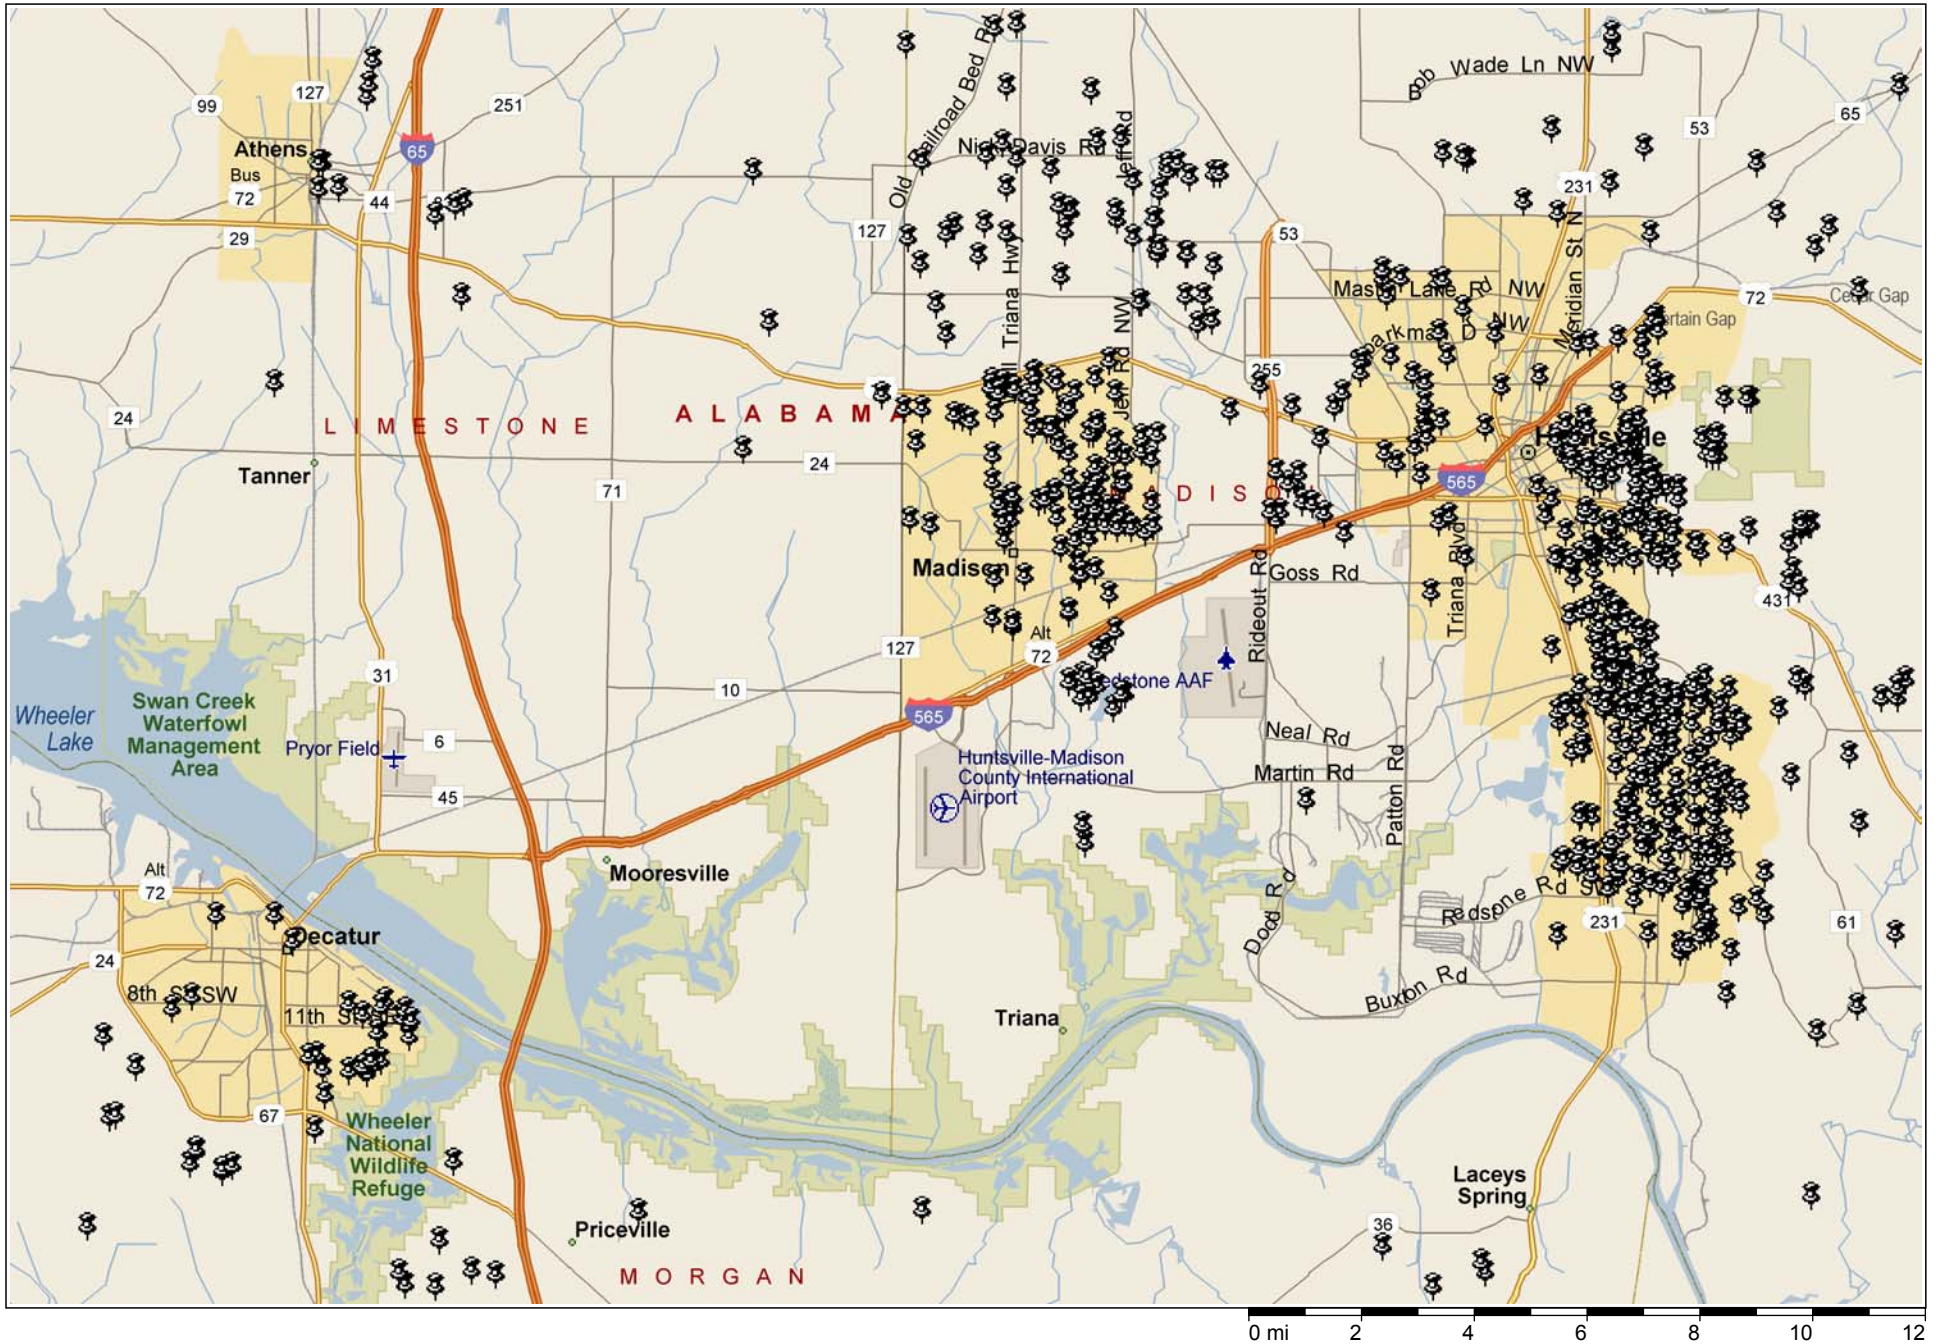 Bob Wade Ln NW
99
127
251
65
53
65
Athens
Bus
72
44
Nick Davis Rd
Old Railroad Bed Rd
Jeff Rd
231
29
127
53
Triana Hwy
Meridian St N
Mastin Lake Rd NW
72
Cedar Gap
NW
255
Jeff Rd NW
24
LIMESTONE
ALABAMA
Huntsville
Tanner
24
71
565
Madison
Goss Rd
Triana Blvd
Rideout Rd
431
Alt
72
127
31
10
Redstone AAF
Swan Creek
Waterfowl
Management
Area
Wheeler
Lake
Pryor Field
6
565
Neal Rd
Patton Rd
Huntsville-Madison
County International
Airport
Martin Rd
45
Alt
72
Mooresville
Dodd Rd
Redstone Rd SW
231
61
Decatur
24
8th St SW
11th
Buxton Rd
Triana
67
Wheeler
National
Wildlife
Refuge
Laceys
Spring
Priceville
36
MORGAN
0 mi 2 4 6 8 10 12